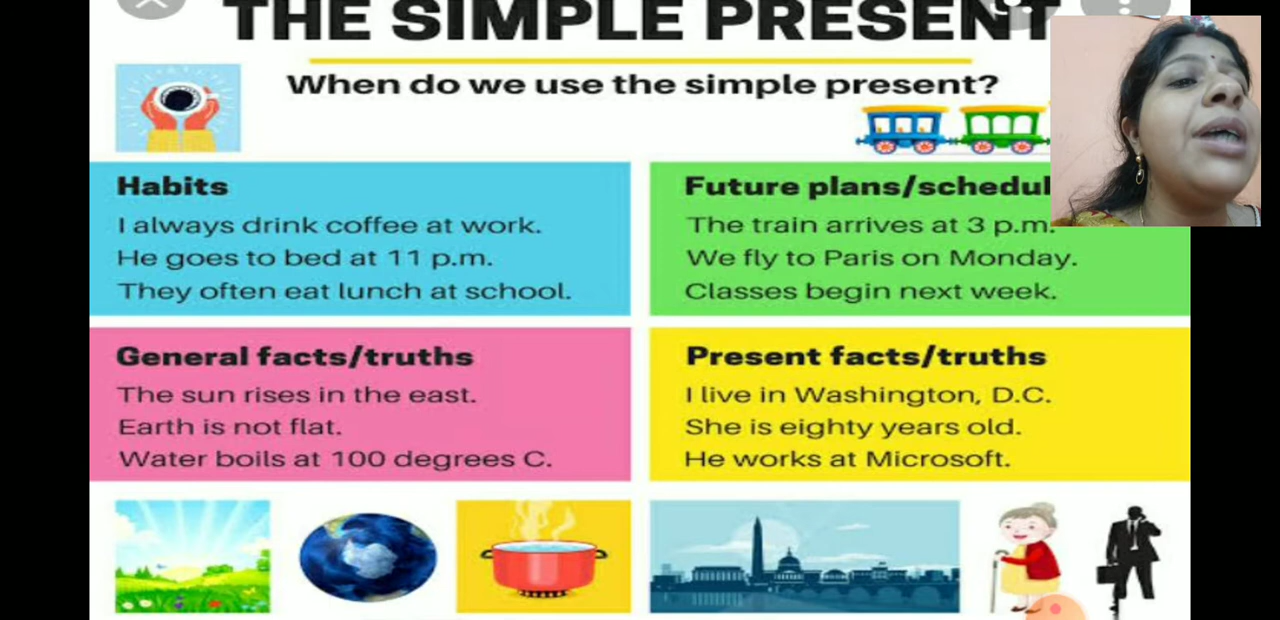 THE SIMPLE PRESENT
When do we use the simple present?
Habits
I always drink coffee at work.
He goes to bed at 11 p.m.
They often eat lunch at school.
Future plans/schedul
The train arrives at 3 p.m.
We fly to Paris on Monday.
Classes begin next week.
General facts/truths
The sun rises in the east.
Earth is not flat.
Water boils at 100 degrees C.
Present facts/truths
I live in Washington, D.C.
She is eighty years old.
He works at Microsoft.